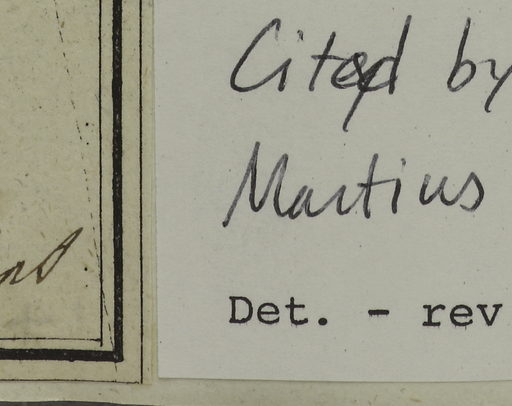 Cited by
Martius
Det. - rev